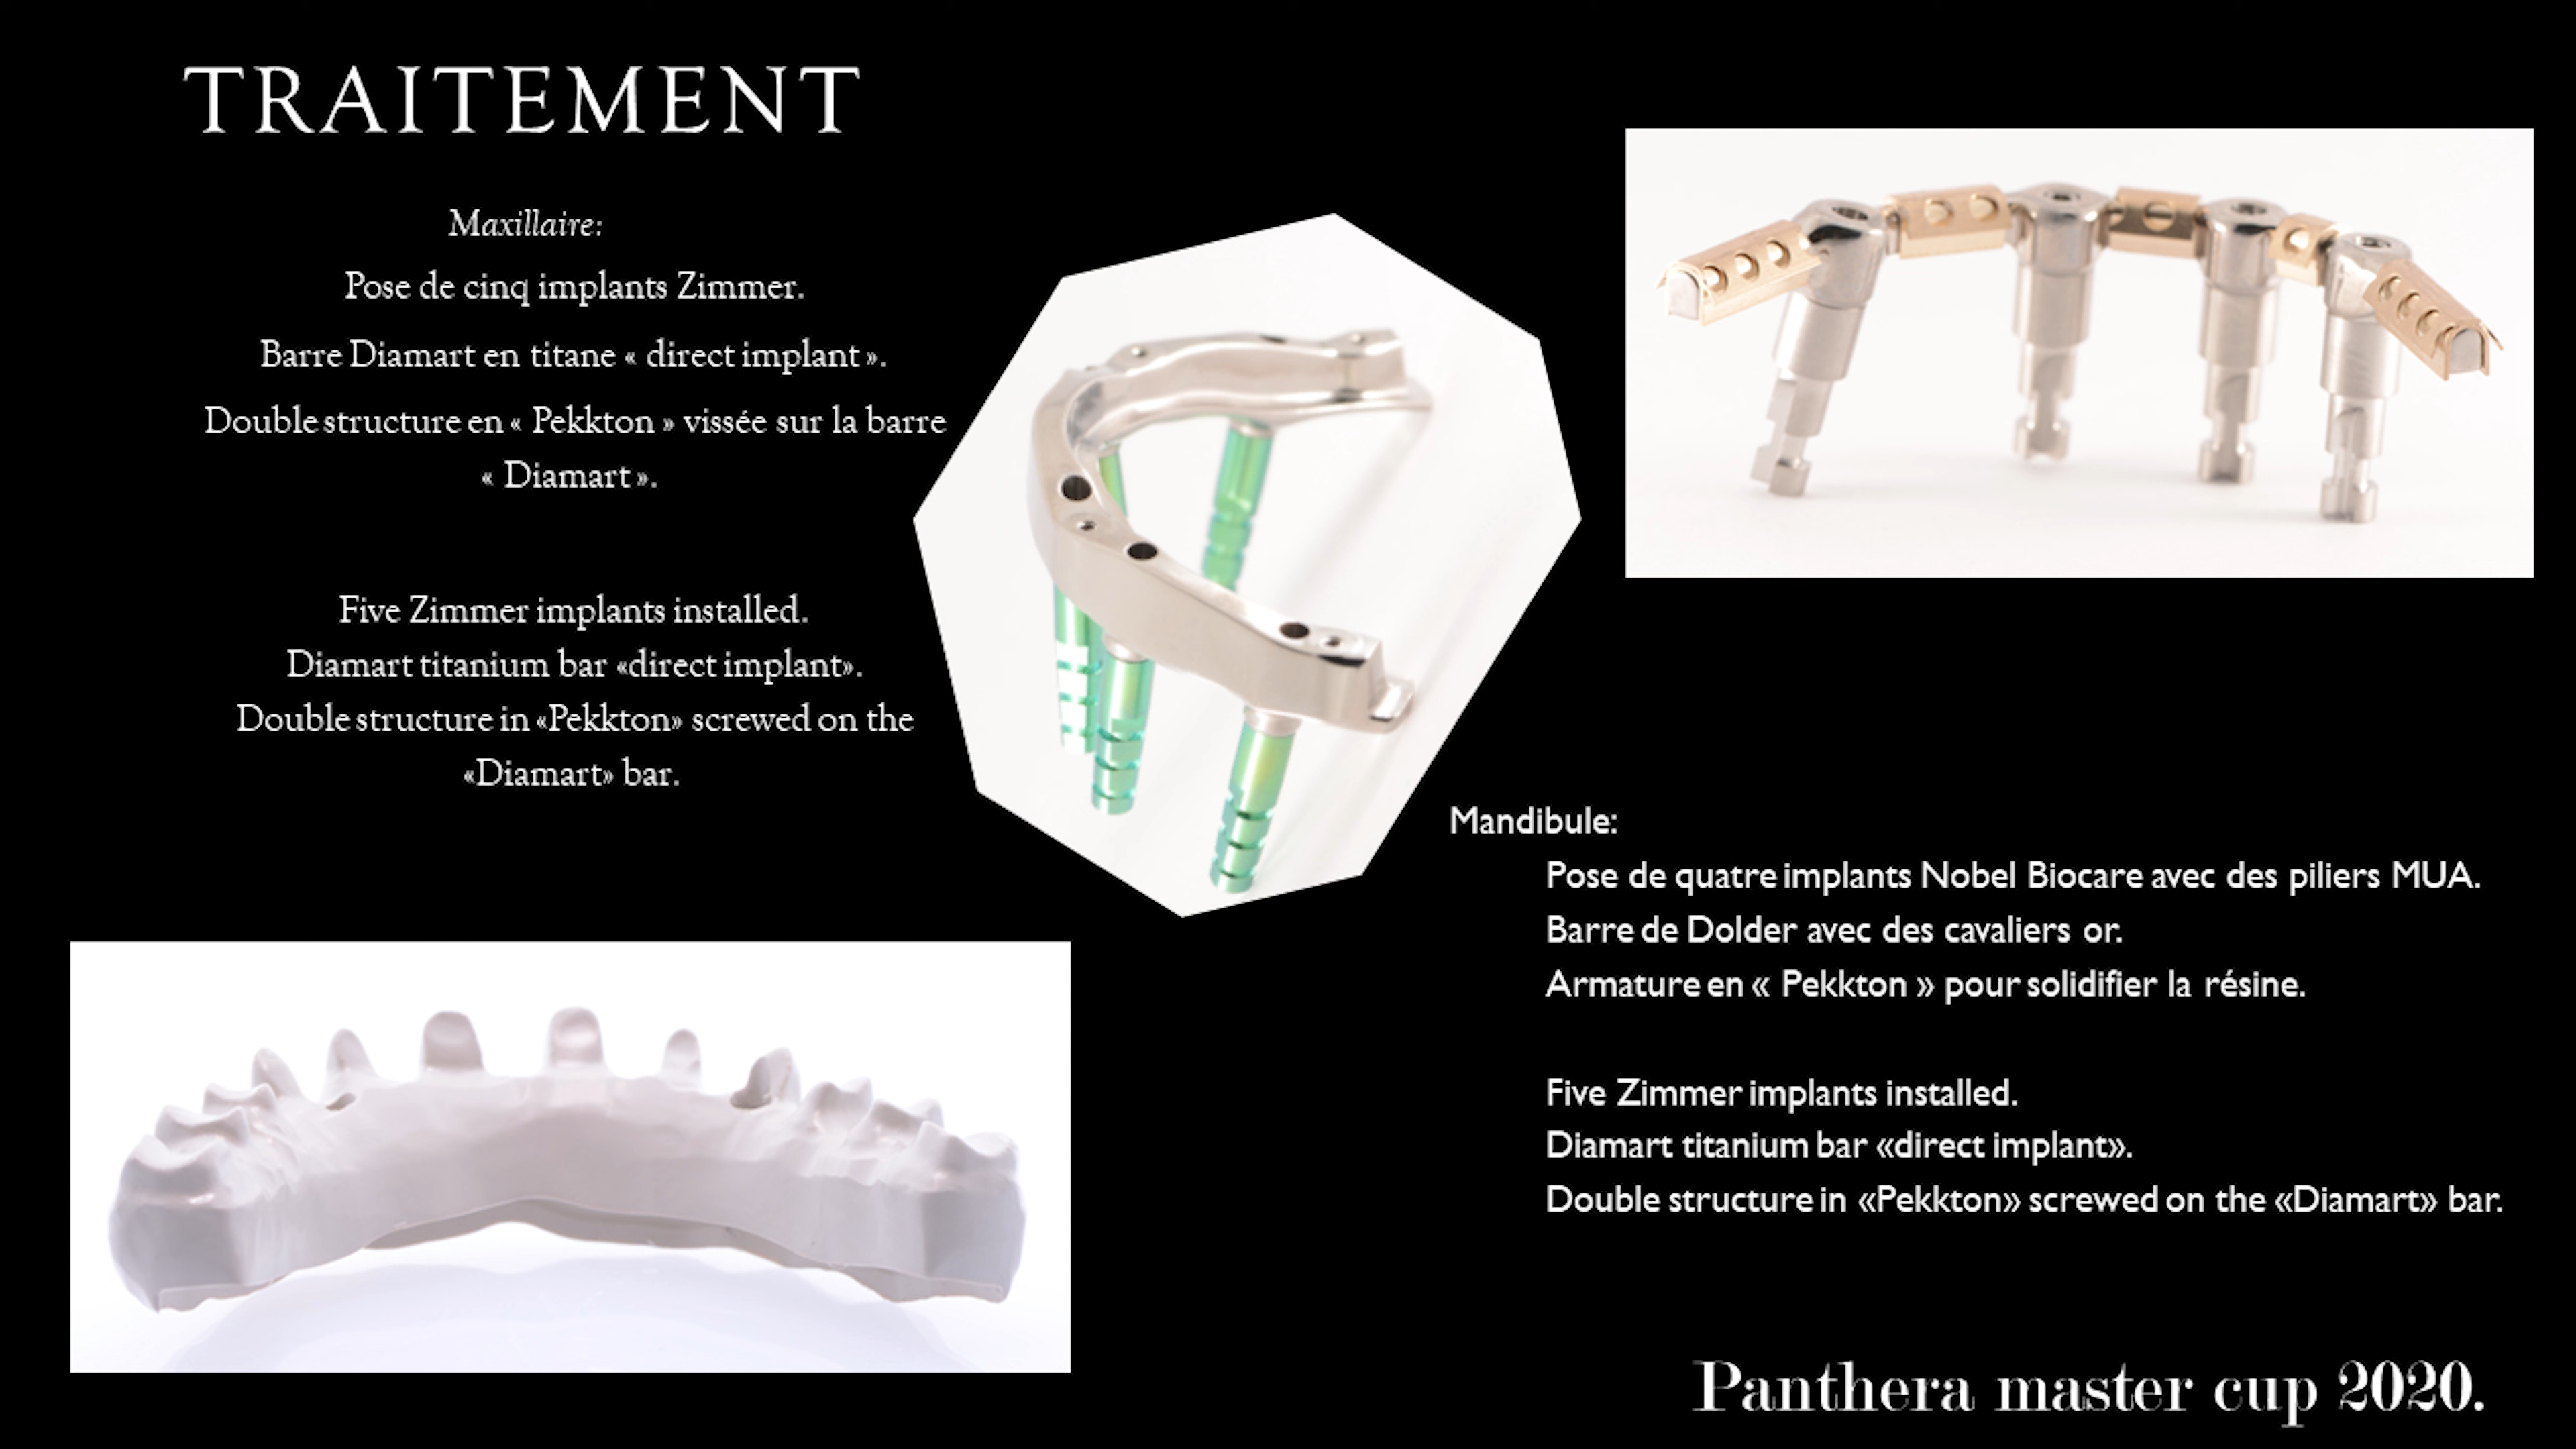 TRAITEMENT
Maxillaire:
Pose de cinq implants Zimmer.
Barre Diamart en titane « direct implant ».
Double structure en « Pekkton » vissée sur la barre
« Diamart ».
Five Zimmer implants installed.
Diamart titanium bar «direct implant».
Double structure in «Pekkton» screwed on the
«Diamart» bar.
Mandibule:
Pose de quatre implants Nobel Biocare avec des piliers MUA.
Barre de Dolder avec des cavaliers or.
Armature en « Pekkton » pour solidifier la résine.
Five Zimmer implants installed.
Diamart titanium bar «direct implant».
Double structure in «Pekkton» screwed on the «Diamart» bar.
Panthera master cup 2020.